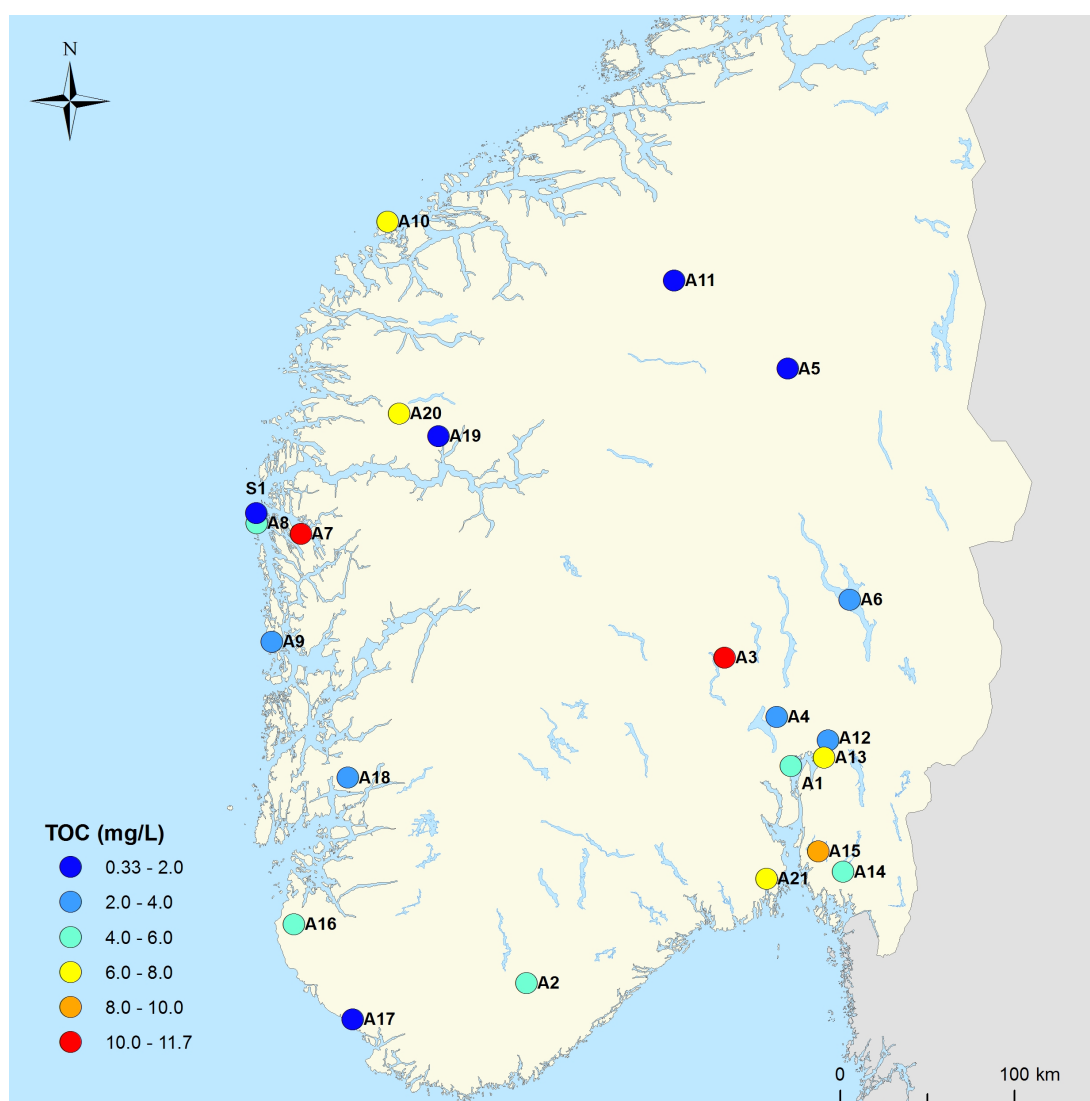 N
A10
A11
A5
A20
A19
S1
A8
A7
A6
A9
A3
A4
A12
A13
A18
A1
TOC (mg/L)
0.33 - 2.0
2.0 - 4.0
4.0 - 6.0
6.0 - 8.0
8.0 - 10.0
10.0 - 11.7
A15
A14
A21
A16
A2
A17
0 100 km